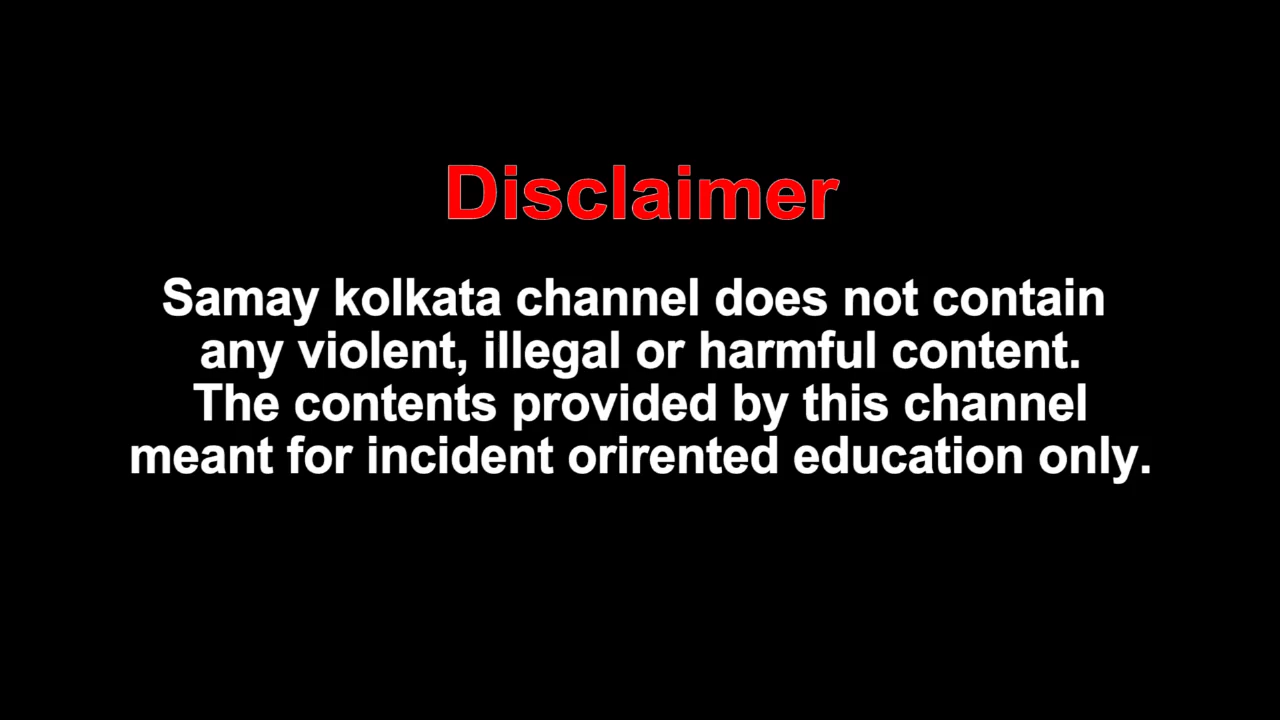 Disclaimer
Samay kolkata channel does not contain
any violent, illegal or harmful content.
The contents provided by this channel
meant for incident orirented education only.